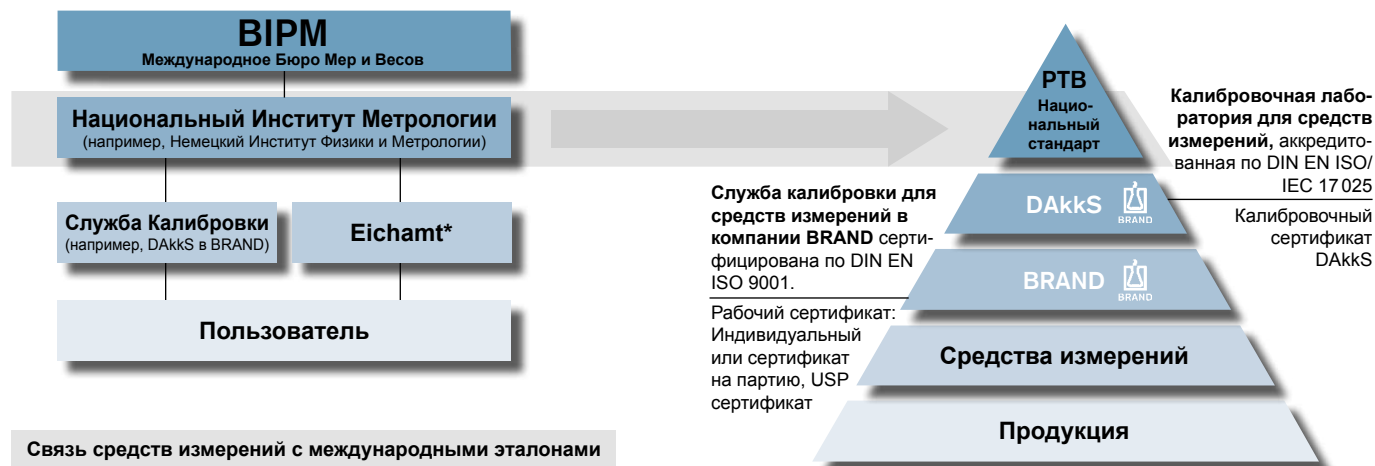 BIPM
Международное Бюро Мер и Весов
Национальный Институт Метрологии
(например, Немецкий Институт Физики и Метрологии)
Служба Калибровки
(например, DAkkS в BRAND)
Eichamt*
Пользователь
Связь средств измерений с международными эталонами
Служба калибровки для
средств измерений в
компании BRAND серти-
фицирована по DIN EN
ISO 9001.
Рабочий сертификат:
Индивидуальный
или сертификат
на партию, USP
сертификат
PTB
Нацио-
нальный
стандарт
DAkkS
BRAND
BRAND
BRAND
Средства измерений
Продукция
Калибровочная лабо-
ратория для средств
измерений, аккредито-
ванная по DIN EN ISO/
IEC 17 025
Калибровочный
сертификат
DAkkS